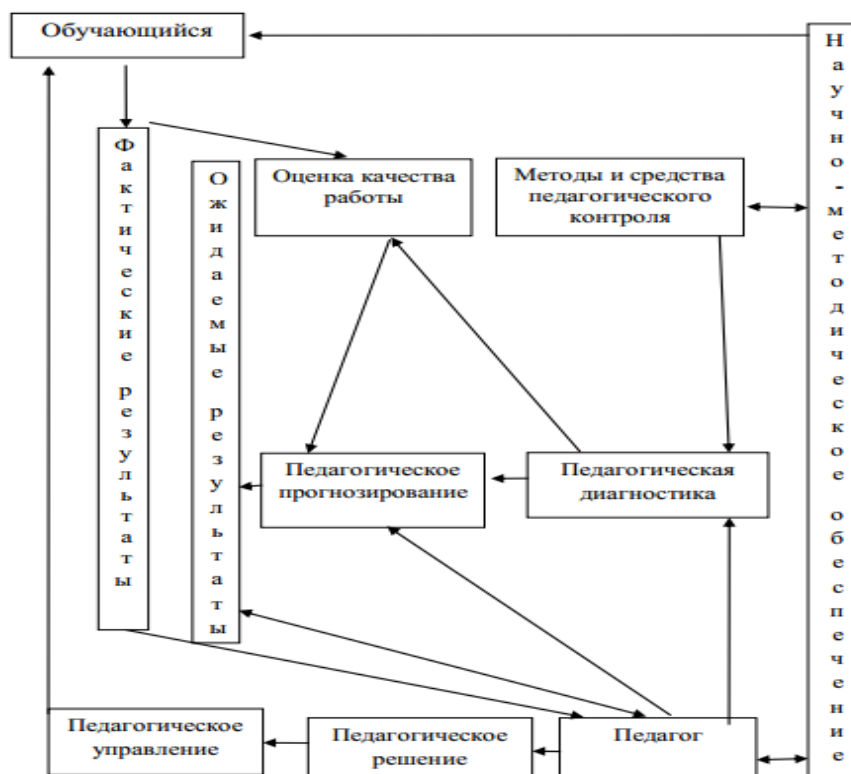 Обучающийся
Научно-методическое обеспечение
Фактические результаты
Ожидаемые результаты
Оценка качества
работы
Методы и средства
педагогического
контроля
Педагогическое
прогнозирование
Педагогическая
диагностика
Педагогическое
управление
Педагогическое
решение
Педагог